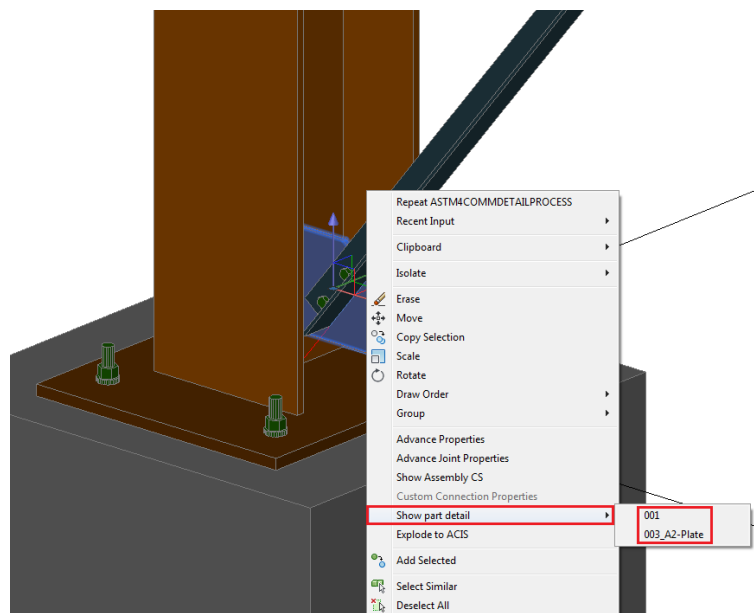 Repeat ASTM4COMMDETAILPROCESS
Recent Input
Clipboard
Isolate
Erase
Move
Copy Selection
Scale
Rotate
Draw Order
Group
Advance Properties
Advance Joint Properties
Show Assembly CS
Custom Connection Properties
Show part detail
001
003_A2-Plate
Explode to ACIS
Add Selected
Select Similar
Deselect All